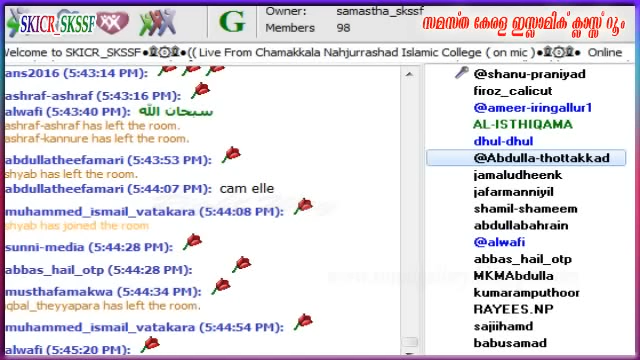 SKICR_SKSSF
G
Owner: samastha_skssf
Members 98
സമസ്ത കേരള ഇസ്ലാമിക് ക്ലാസ്സ് റൂം
Welcome to SKICR_SKSSF●۩۞۩●(( Live From Chamakkala Nahjurrashad Islamic College ( on mic )●۩۞۩● Online
ans2016 (5:43:14 PM):
ashraf-ashraf (5:43:16 PM):
alwafi (5:43:40 PM): سبحان الله
ashraf-ashraf has left the room.
ashraf-kannure has left the room.
abdullatheefamari (5:43:53 PM):
shyab has left the room.
abdullatheefamari (5:44:07 PM): cam elle
muhammed_ismail_vatakara (5:44:08 PM):
shyab has joined the room
sunni-media (5:44:28 PM):
abbas_hail_otp (5:44:28 PM):
musthafamakwa (5:44:34 PM):
iqbal_theyyapara has left the room.
muhammed_ismail_vatakara (5:44:54 PM):
alwafi (5:45:20 PM):
@shanu-praniyad
firoz_calicut
@ameer-iringallur1
AL-ISTHIQAMA
dhul-dhul
@Abdulla-thottakkad
jamaludheenk
jafarmanniyil
shamil-shameem
abdullabahrain
@alwafi
abbas_hail_otp
MKMAbdulla
kumaramputhoor
RAYEES.NP
sajiihamd
babusamad